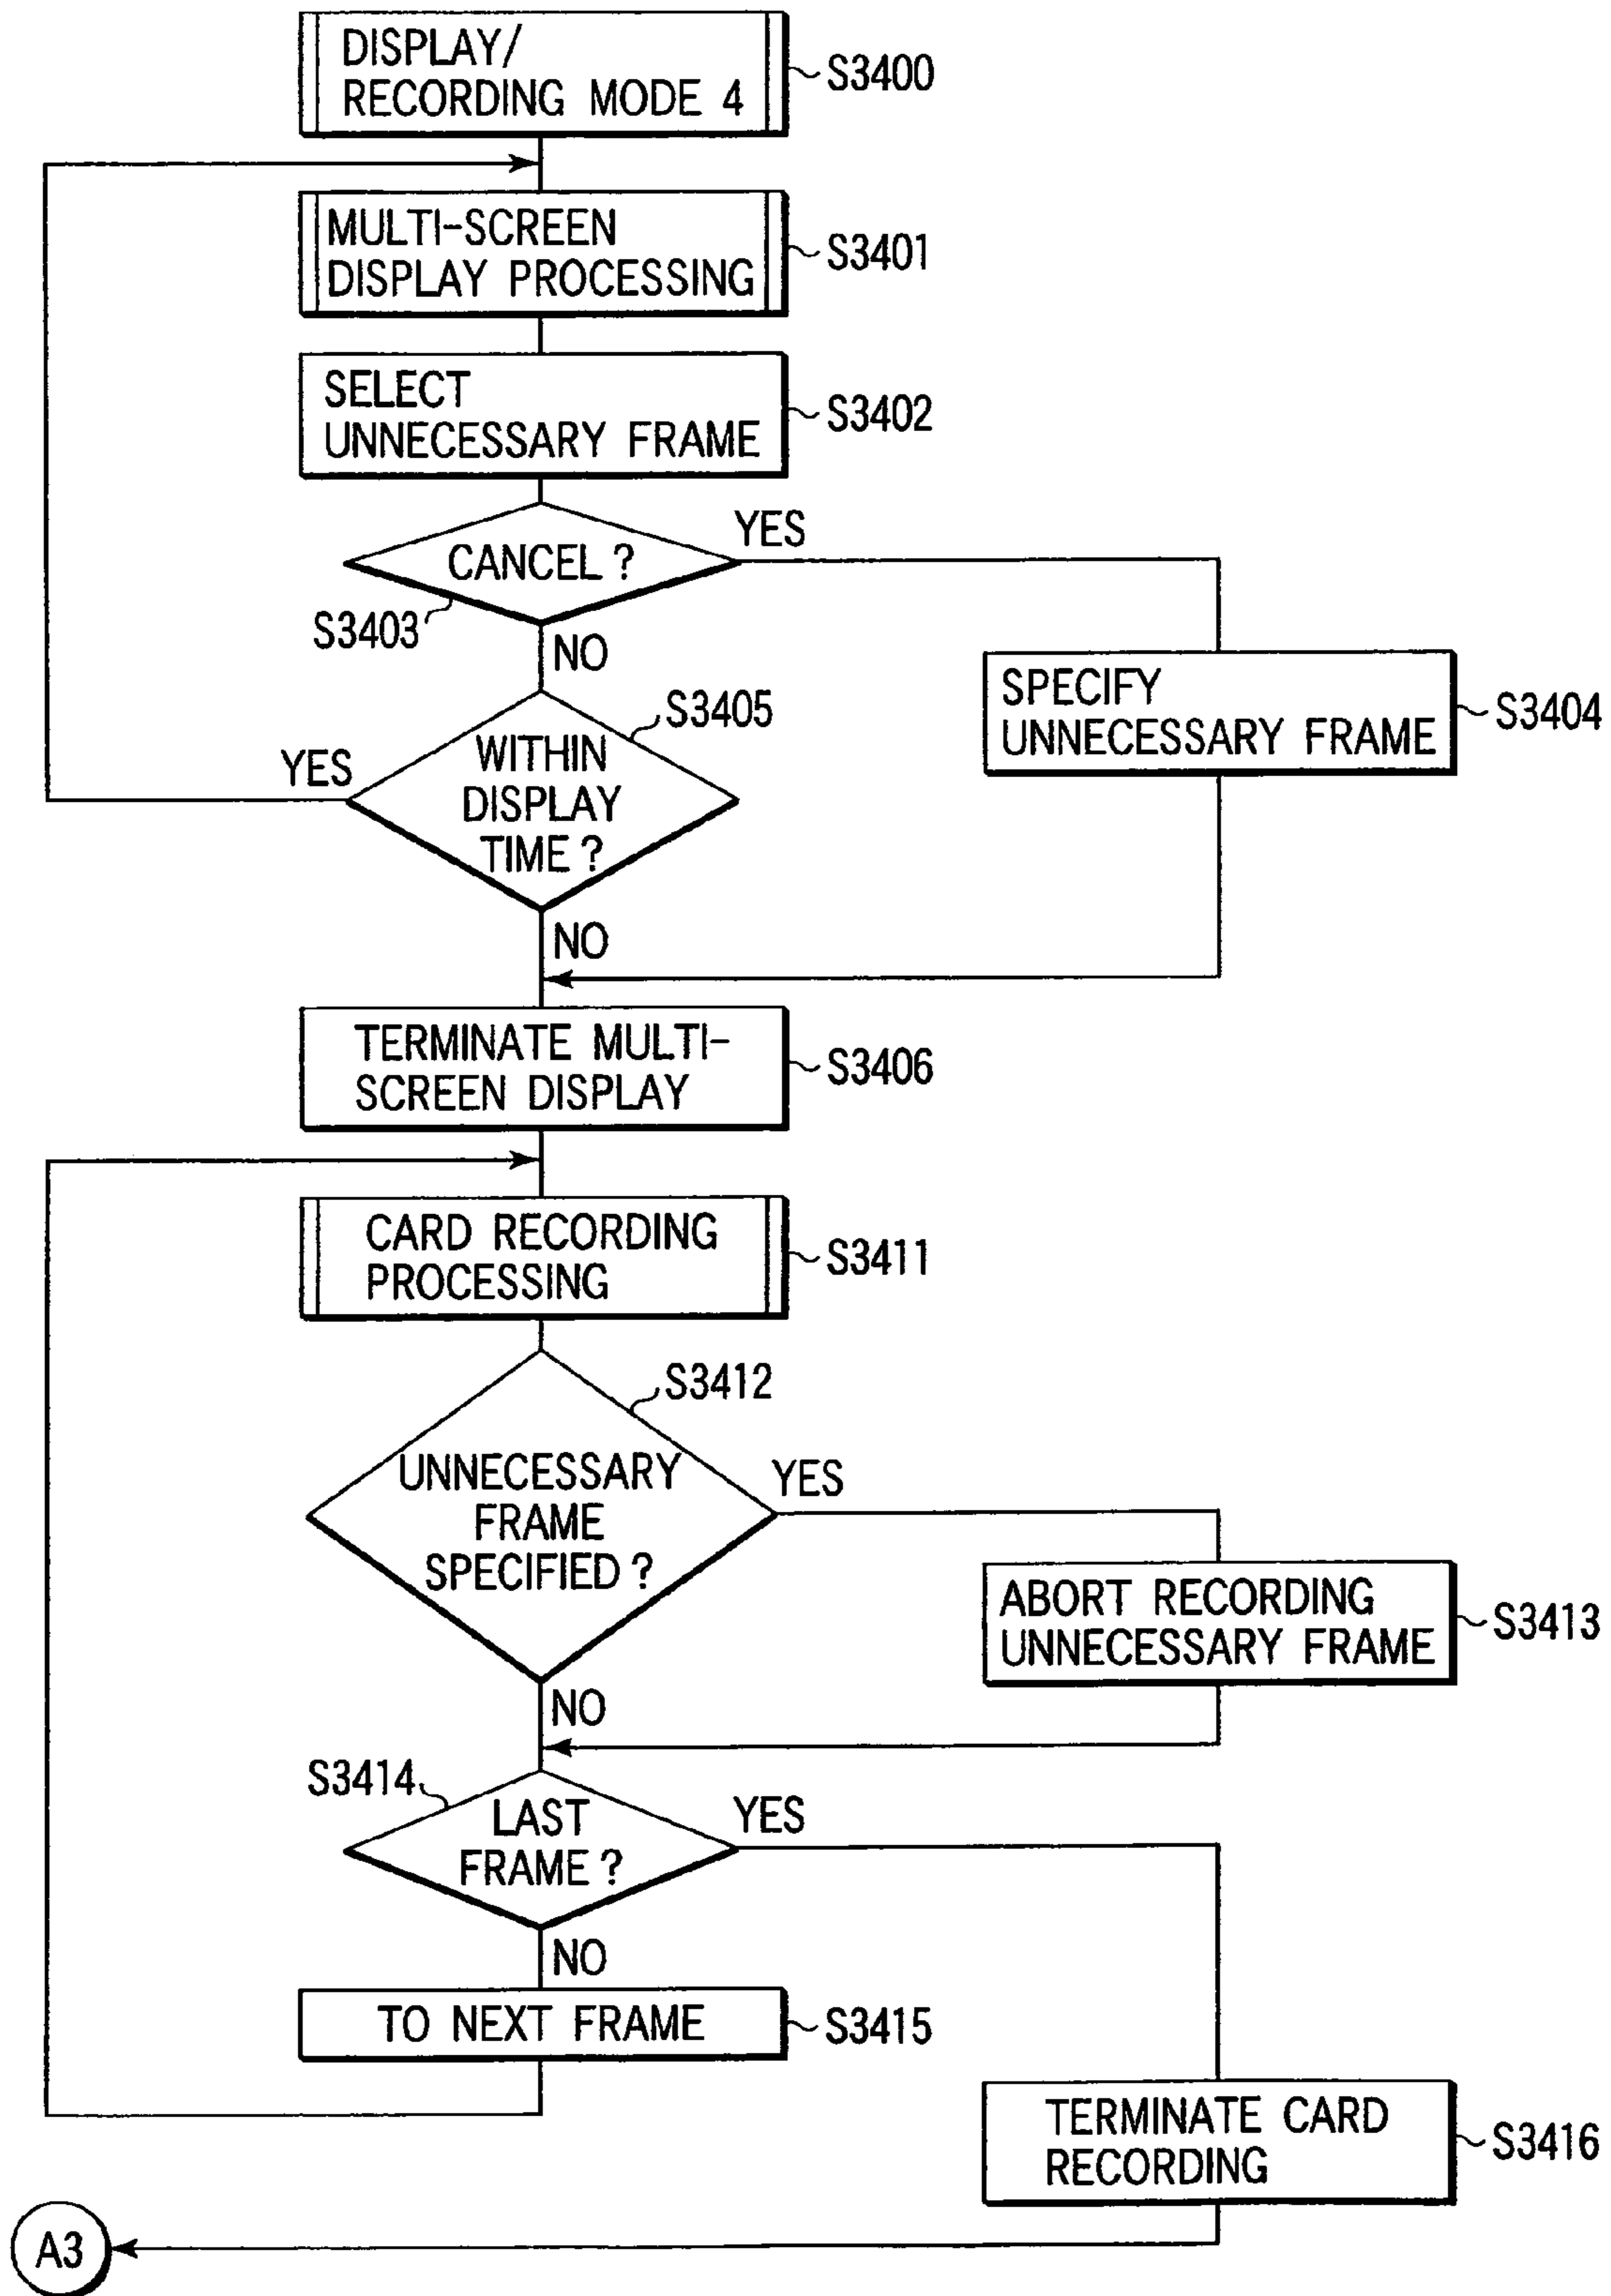 DISPLAY/
RECORDING MODE 4
S3400
MULTI-SCREEN
DISPLAY PROCESSING
S3401
SELECT
UNNECESSARY FRAME
S3402
CANCEL?
YES
S3403
NO
SPECIFY
UNNECESSARY FRAME
S3404
S3405
WITHIN
DISPLAY
TIME?
YES
NO
TERMINATE MULTI-
SCREEN DISPLAY
S3406
CARD RECORDING
PROCESSING
S3411
S3412
UNNECESSARY
FRAME
SPECIFIED?
YES
ABORT RECORDING
UNNECESSARY FRAME
S3413
NO
S3414
LAST
FRAME?
YES
NO
TO NEXT FRAME
S3415
TERMINATE CARD
RECORDING
S3416
A3